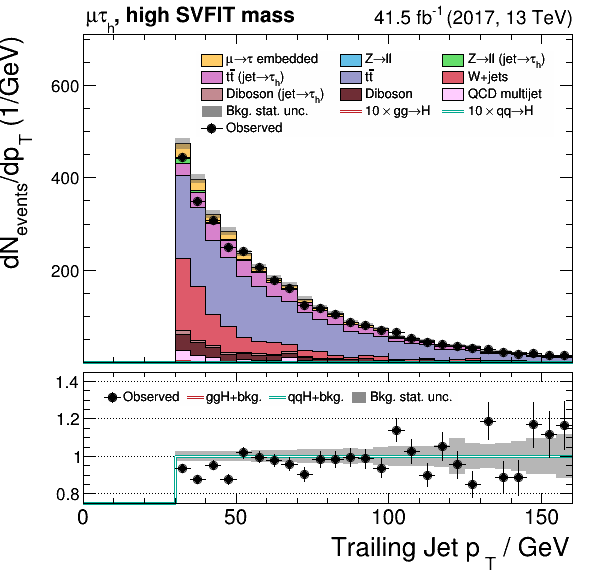 μτh, high SVFIT mass 41.5 fb⁻¹ (2017, 13 TeV)
dN_events/dp_T (1/GeV)
600
400
200
μ→τ embedded Z→ll Z→ll (jet→τh)
tt̄ (jet→τh) tt̄ W+jets
Diboson (jet→τh) Diboson QCD multijet
Bkg. stat. unc. 10 × gg→H 10 × qq→H
Observed
1.4
1.2
1
0.8
Observed ggH+bkg. qqH+bkg. Bkg. stat. unc.
0 50 100 150
Trailing Jet p_T / GeV